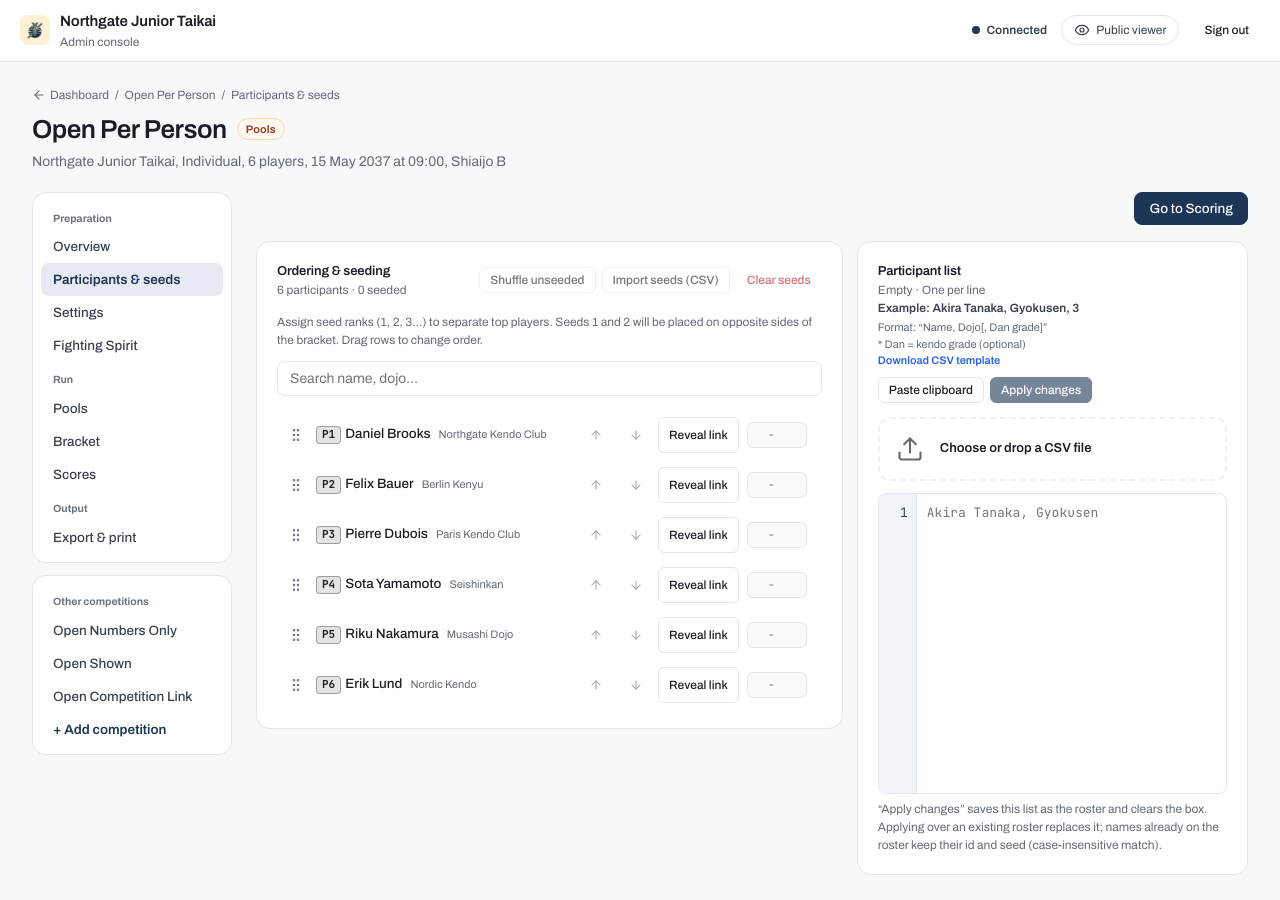 Northgate Junior Taikai
Admin console
Connected
Public viewer
Sign out
Dashboard / Open Per Person / Participants & seeds
Open Per Person
Pools
Northgate Junior Taikai, Individual, 6 players, 15 May 2037 at 09:00, Shiaijo B
Preparation
Overview
Participants & seeds
Settings
Fighting Spirit
Run
Pools
Bracket
Scores
Output
Export & print
Other competitions
Open Numbers Only
Open Shown
Open Competition Link
+ Add competition
Go to Scoring
Ordering & seeding
6 participants · 0 seeded
Shuffle unseeded
Import seeds (CSV)
Clear seeds
Assign seed ranks (1, 2, 3...) to separate top players. Seeds 1 and 2 will be placed on opposite sides of
the bracket. Drag rows to change order.
Search name, dojo...
P1 Daniel Brooks Northgate Kendo Club Reveal link -
P2 Felix Bauer Berlin Kenyu Reveal link -
P3 Pierre Dubois Paris Kendo Club Reveal link -
P4 Sota Yamamoto Seishinkan Reveal link -
P5 Riku Nakamura Musashi Dojo Reveal link -
P6 Erik Lund Nordic Kendo Reveal link -
Participant list
Empty · One per line
Example: Akira Tanaka, Gyokusen, 3
Format: “Name, Dojo[, Dan grade]”
* Dan = kendo grade (optional)
Download CSV template
Paste clipboard
Apply changes
Choose or drop a CSV file
1 Akira Tanaka, Gyokusen
“Apply changes” saves this list as the roster and clears the box.
Applying over an existing roster replaces it; names already on the
roster keep their id and seed (case-insensitive match).